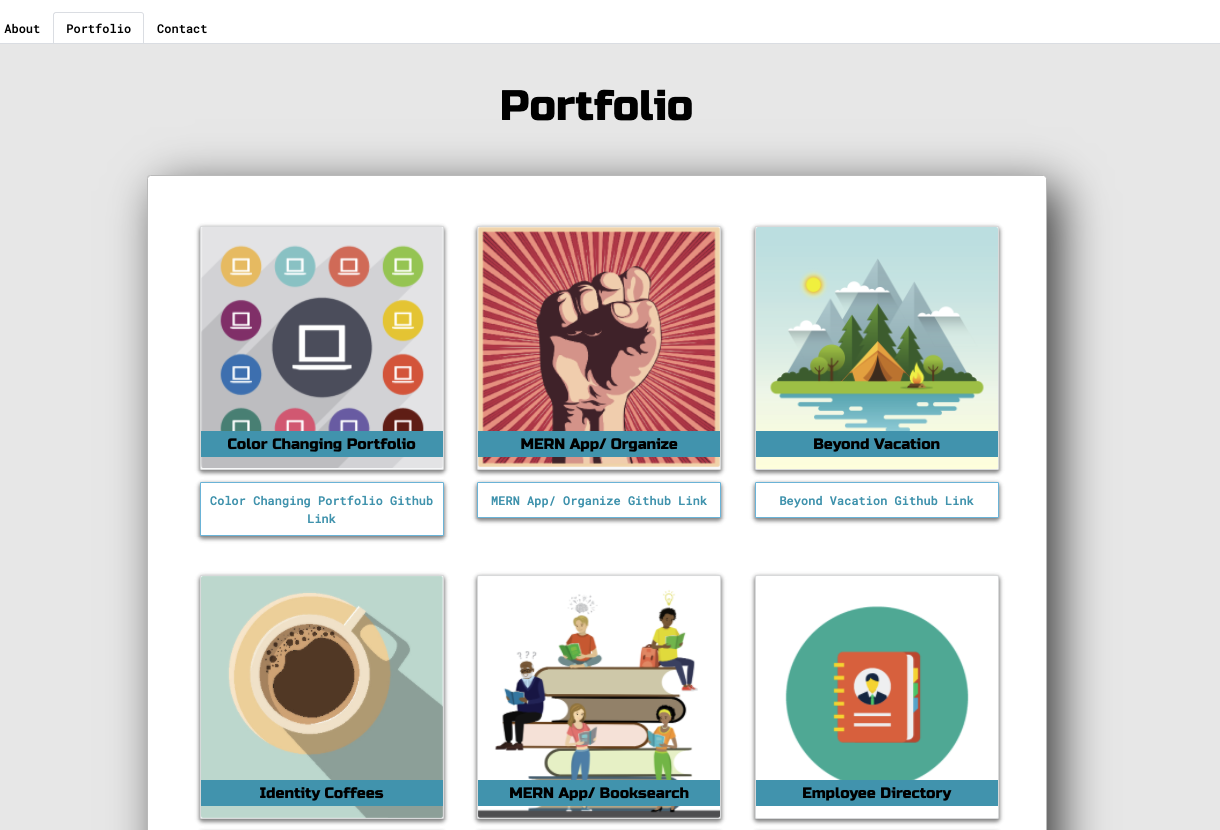 About Portfolio Contact
Portfolio
Color Changing Portfolio
MERN App/ Organize
Beyond Vacation
Color Changing Portfolio Github
Link
MERN App/ Organize Github Link
Beyond Vacation Github Link
???
Identity Coffees
MERN App/ Booksearch
Employee Directory